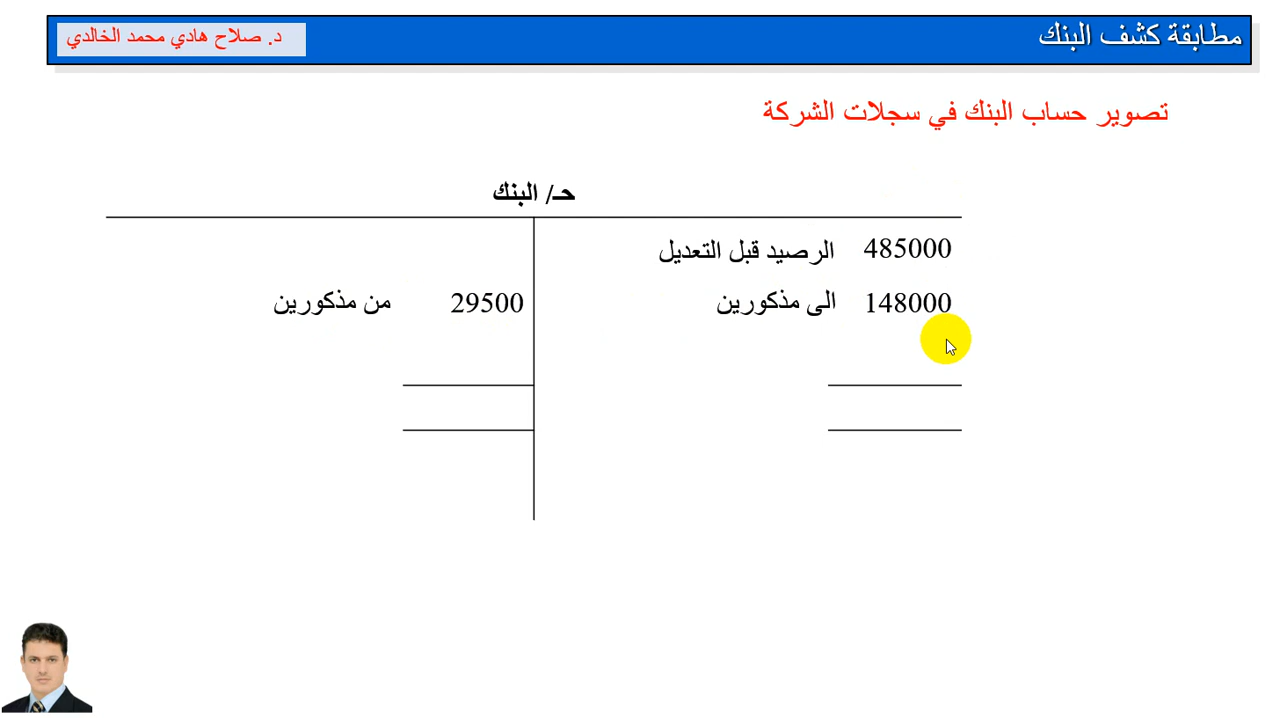 مطابقة كشف البنك
د. صلاح هادي محمد الخالدي
تصوير حساب البنك في سجلات الشركة
حـ/ البنك
485000 الرصيد قبل التعديل
148000 الى مذكورين 29500 من مذكورين